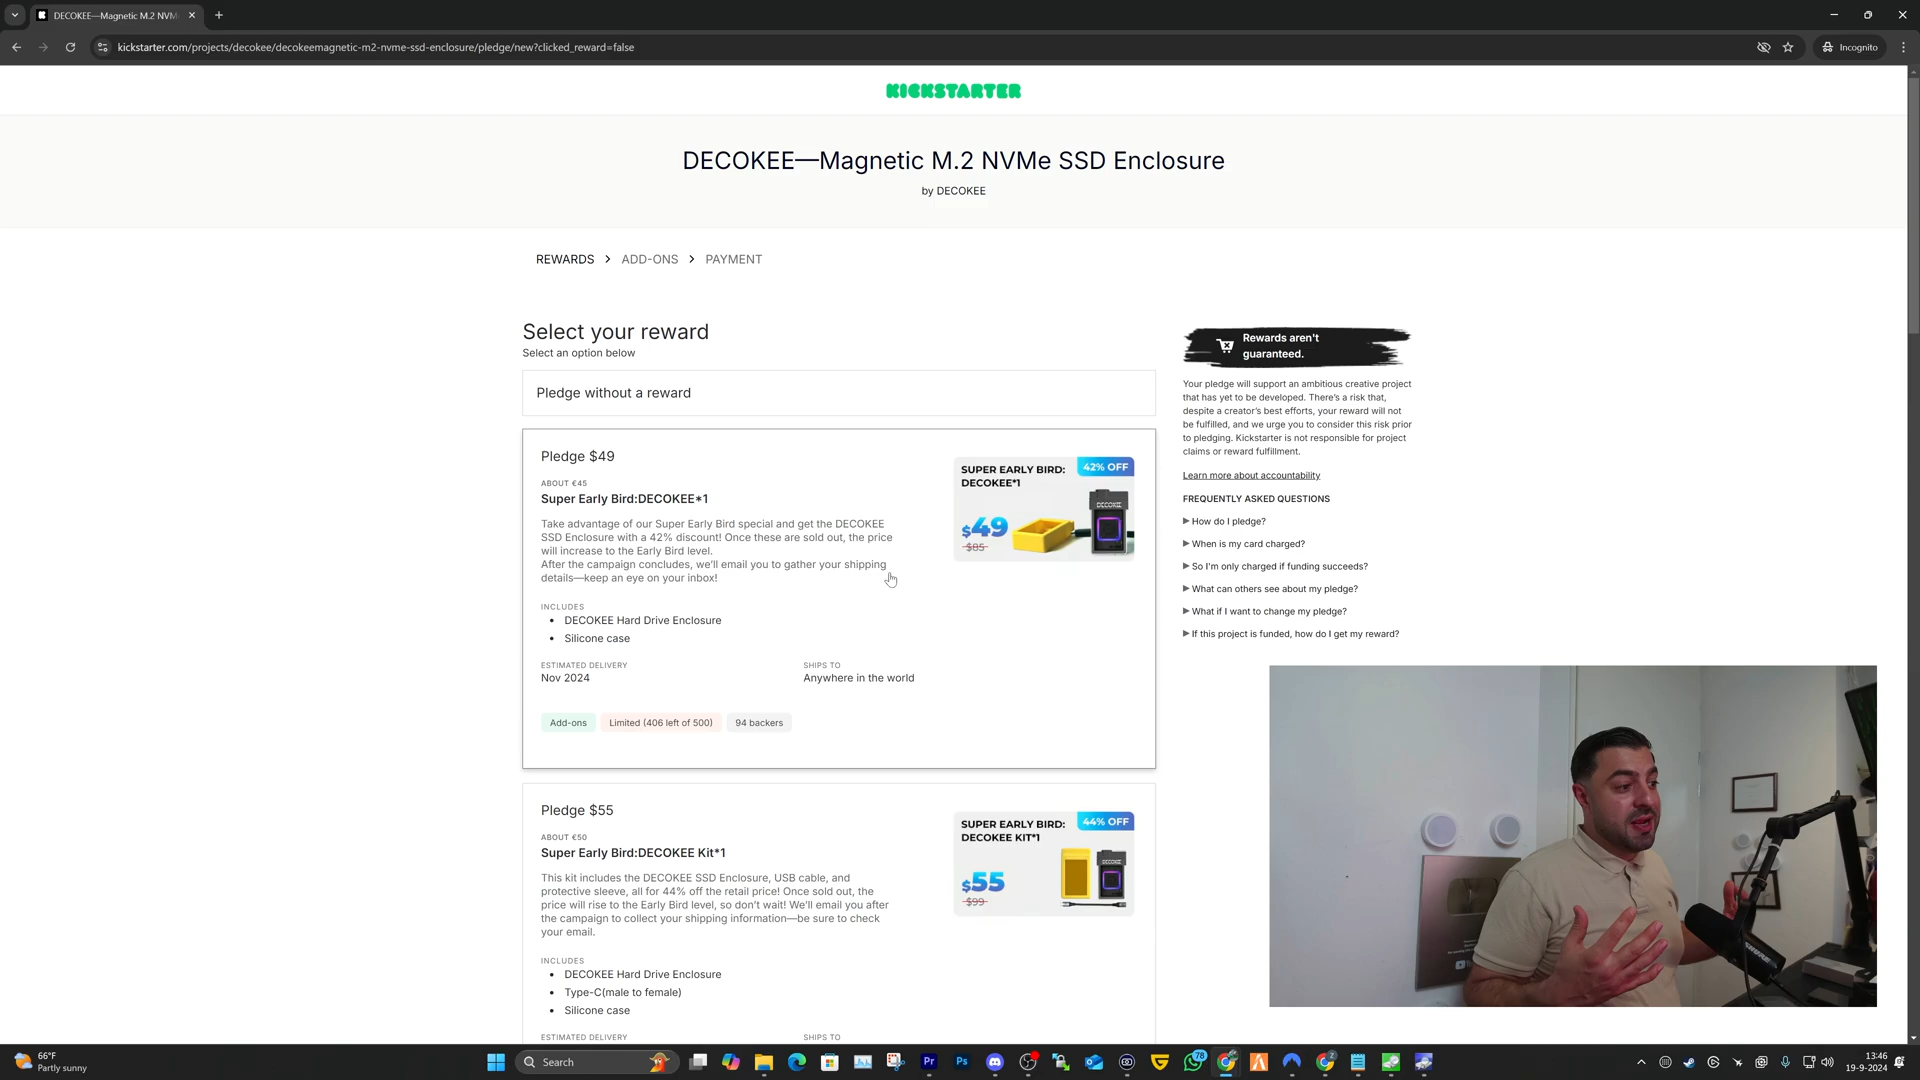 DECOKEE—Magnetic M.2 NVM
kickstarter.com/projects/decokee/decokeemagnetic-m2-nvme-ssd-enclosure/pledge/new?clicked_reward=false
Incognito
KICKSTARTER
DECOKEE—Magnetic M.2 NVMe SSD Enclosure
by DECOKEE
REWARDS > ADD-ONS > PAYMENT
Select your reward
Select an option below
Pledge without a reward
Pledge $49
ABOUT €45
Super Early Bird:DECOKEE*1
Take advantage of our Super Early Bird special and get the DECOKEE
SSD Enclosure with a 42% discount! Once these are sold out, the price
will increase to the Early Bird level.
After the campaign concludes, we'll email you to gather your shipping
details—keep an eye on your inbox!
INCLUDES
• DECOKEE Hard Drive Enclosure
• Silicone case
ESTIMATED DELIVERY
Nov 2024
SHIPS TO
Anywhere in the world
Add-ons
Limited (406 left of 500)
94 backers
SUPER EARLY BIRD:
DECOKEE*1
42% OFF
$49
$85
DECOKEE
Pledge $55
ABOUT €50
Super Early Bird:DECOKEE Kit*1
This kit includes the DECOKEE SSD Enclosure, USB cable, and
protective sleeve, all for 44% off the retail price! Once sold out, the
price will rise to the Early Bird level, so don't wait! We'll email you after
the campaign to collect your shipping information—be sure to check
your email.
INCLUDES
• DECOKEE Hard Drive Enclosure
• Type-C(male to female)
• Silicone case
ESTIMATED DELIVERY
SHIPS TO
SUPER EARLY BIRD:
DECOKEE KIT*1
44% OFF
$55
$99
DECOKEE
Rewards aren't
guaranteed.
Your pledge will support an ambitious creative project
that has yet to be developed. There's a risk that,
despite a creator's best efforts, your reward will not
be fulfilled, and we urge you to consider this risk prior
to pledging. Kickstarter is not responsible for project
claims or reward fulfillment.
Learn more about accountability
FREQUENTLY ASKED QUESTIONS
How do I pledge?
When is my card charged?
So I'm only charged if funding succeeds?
What can others see about my pledge?
What if I want to change my pledge?
If this project is funded, how do I get my reward?
66°F
Partly sunny
Search
Pr
Ps
78
2
13:46
19-9-2024